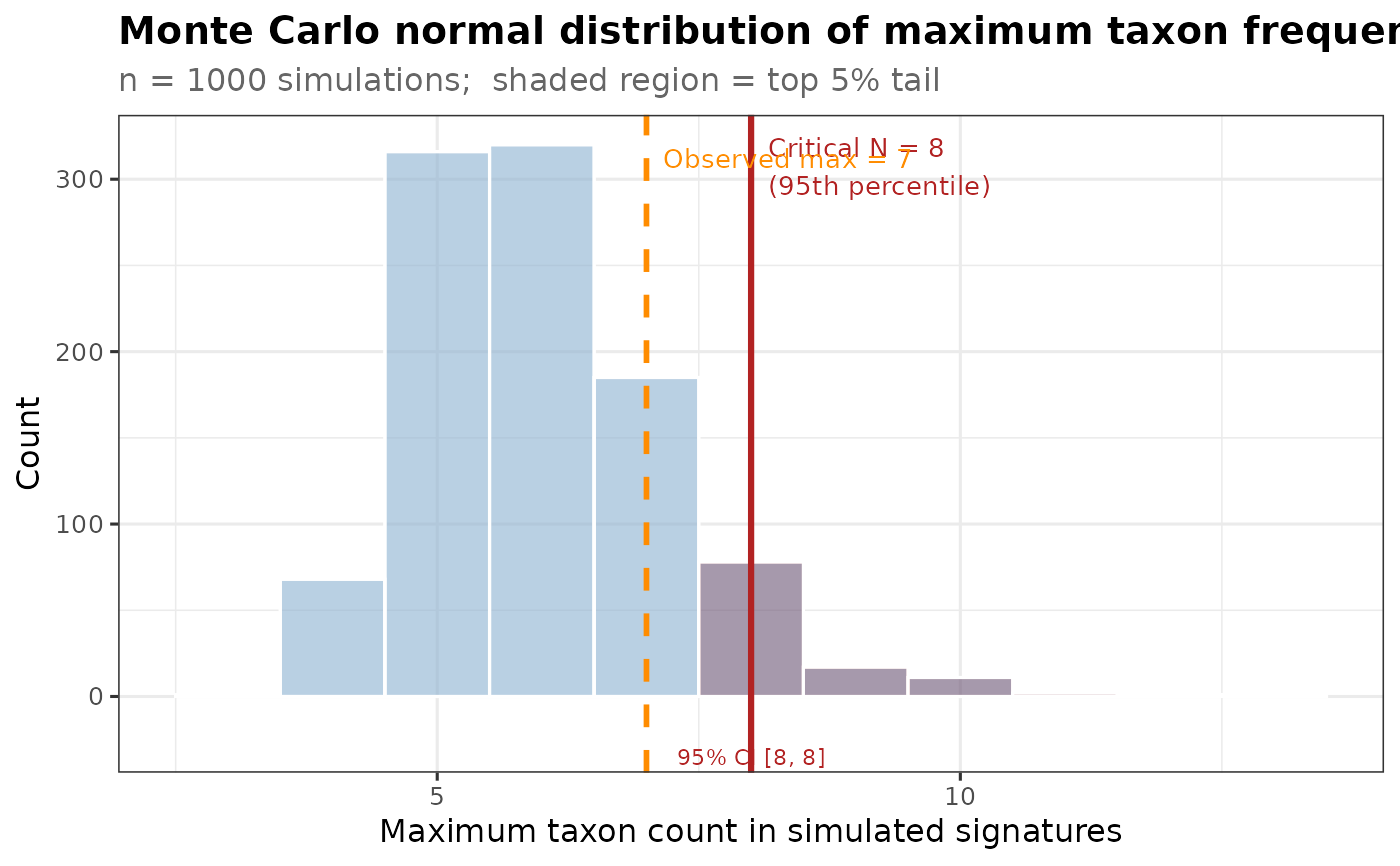 Monte Carlo normal distribution of maximum taxon frequen
n = 1000 simulations;  shaded region = top 5% tail
Critical N = 8
(95th percentile)
Observed max = 7
300
200
100
0
Count
95% CI [8, 8]
5
10
Maximum taxon count in simulated signatures